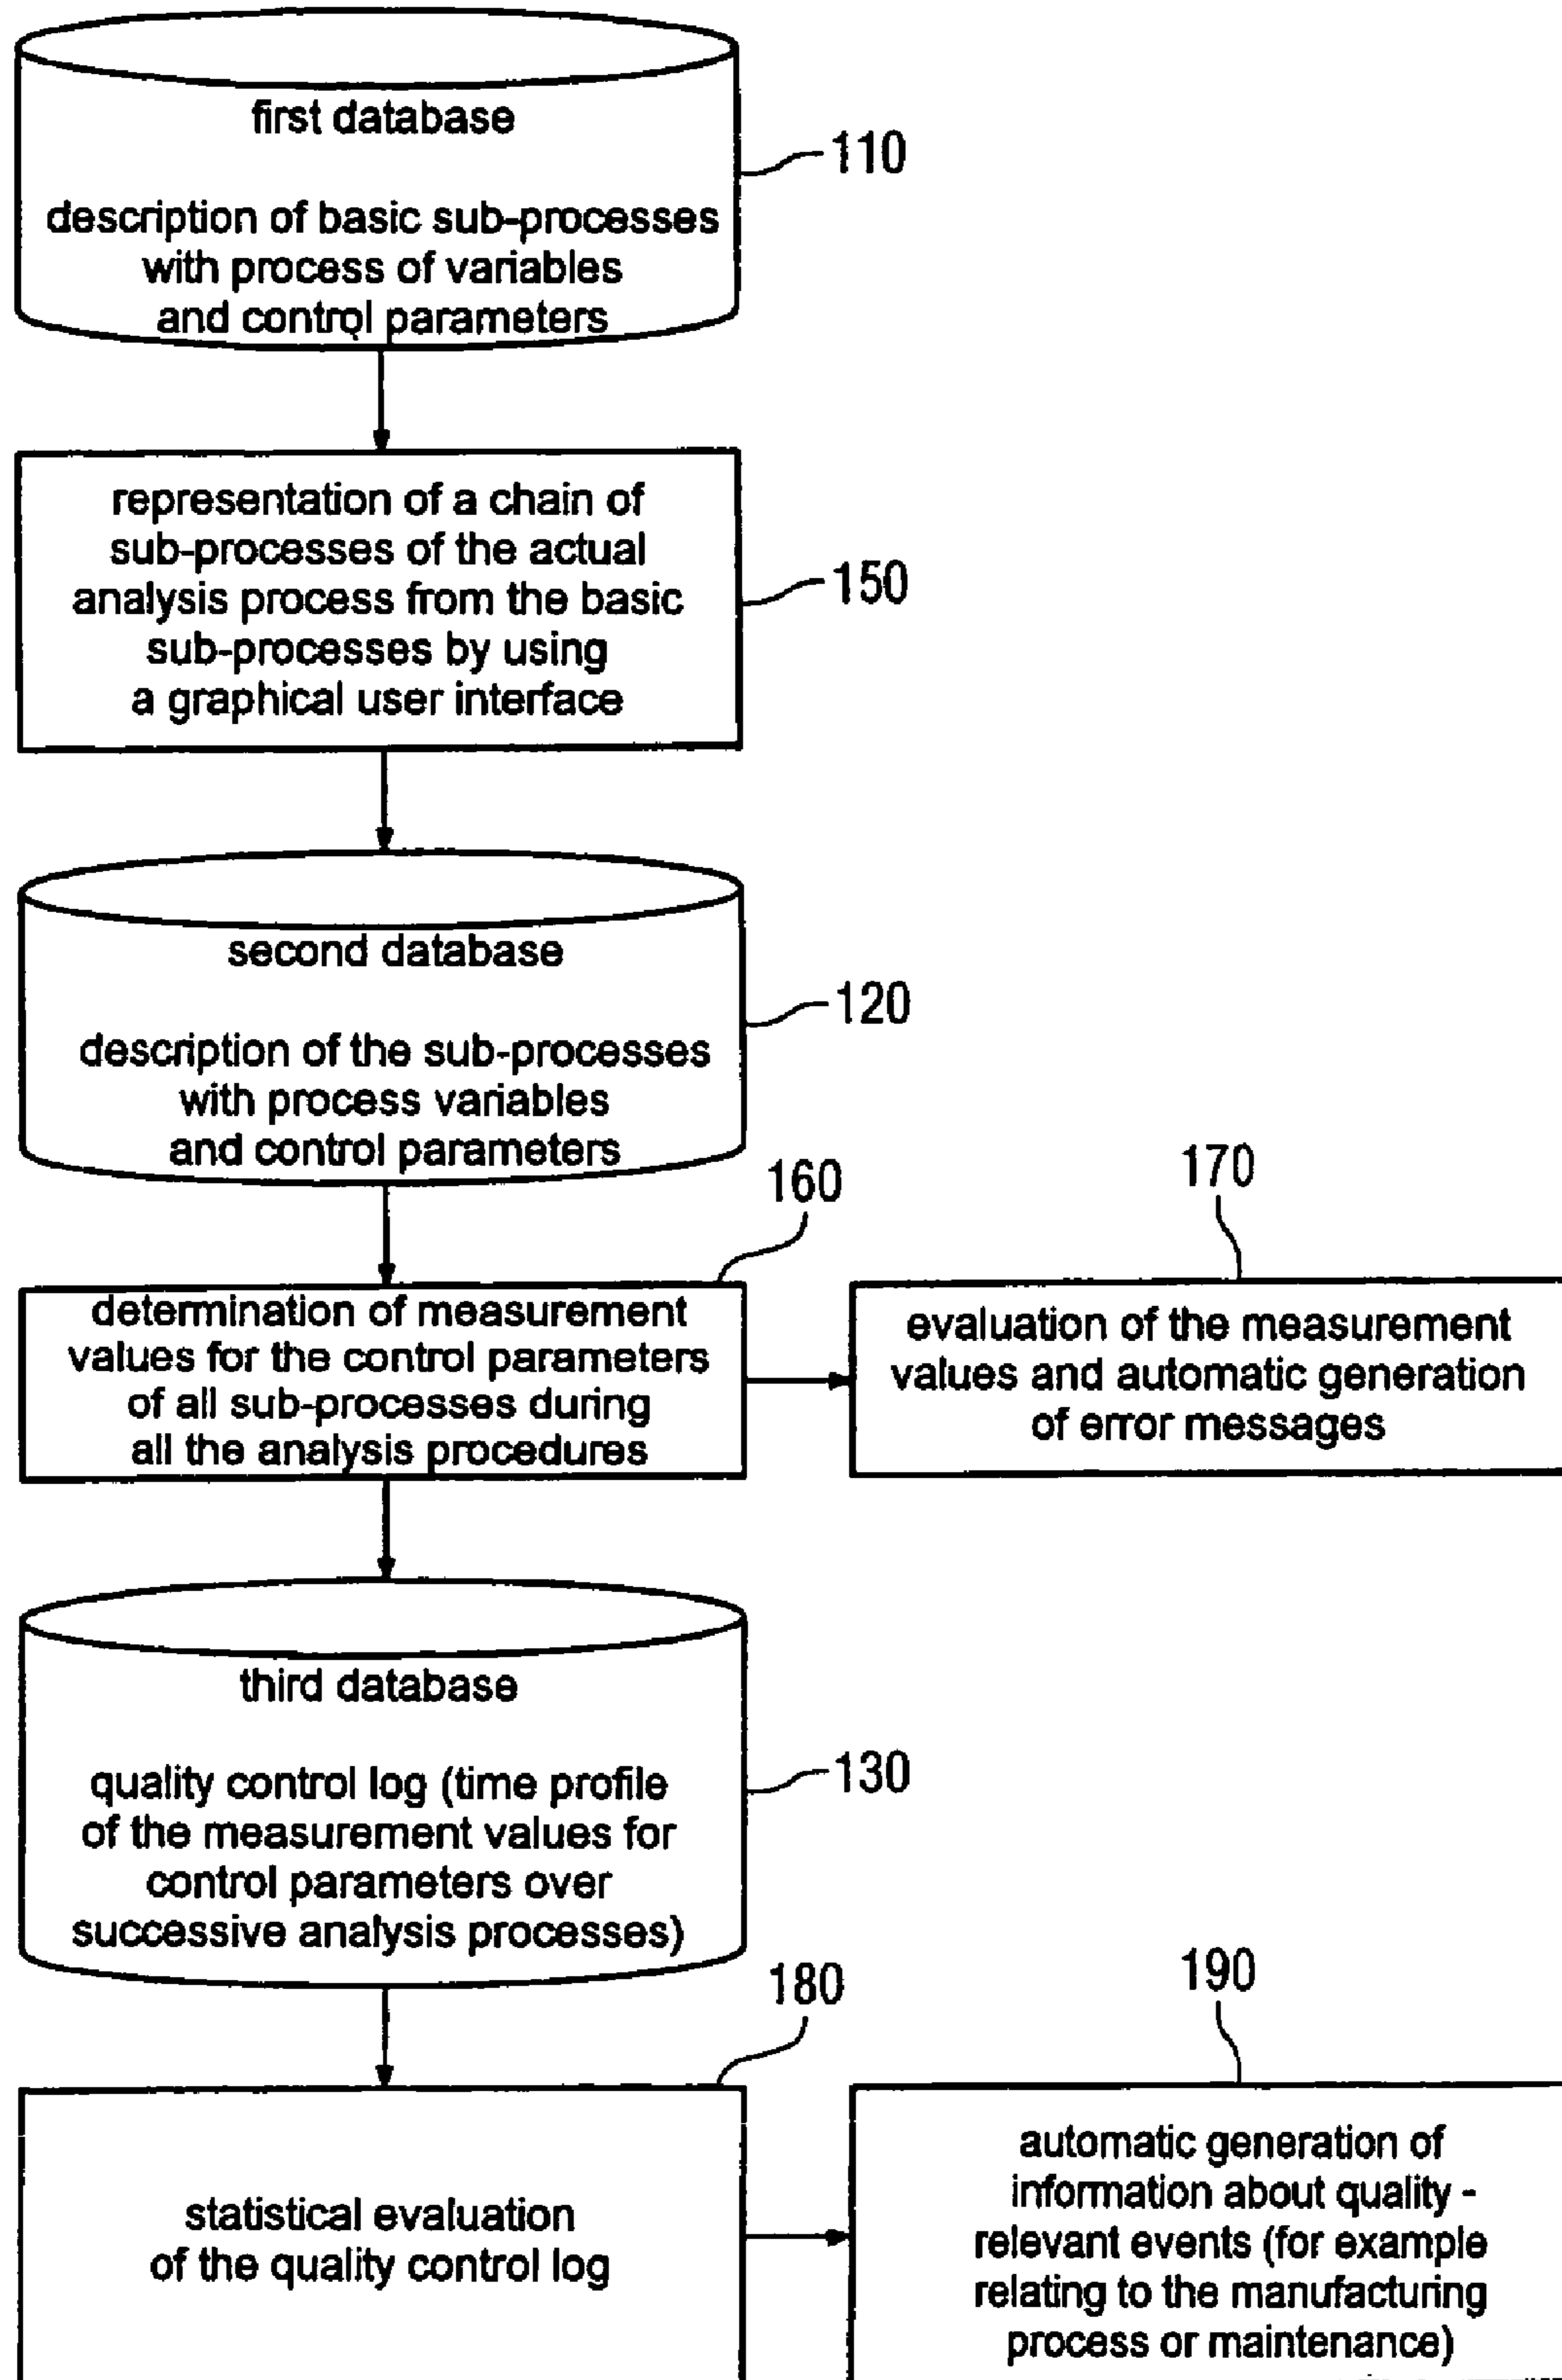 first database
description of basic sub-processes
with process of variables
and control parameters
110
representation of a chain of
sub-processes of the actual
analysis process from the basic
sub-processes by using
a graphical user interface
150
second database
description of the sub-processes
with process variables
and control parameters
120
160
determination of measurement
values for the control parameters
of all sub-processes during
all the analysis procedures
170
evaluation of the measurement
values and automatic generation
of error messages
third database
quality control log (time profile
of the measurement values for
control parameters over
successive analysis processes)
130
180
statistical evaluation
of the quality control log
190
automatic generation of
information about quality -
relevant events (for example
relating to the manufacturing
process or maintenance)